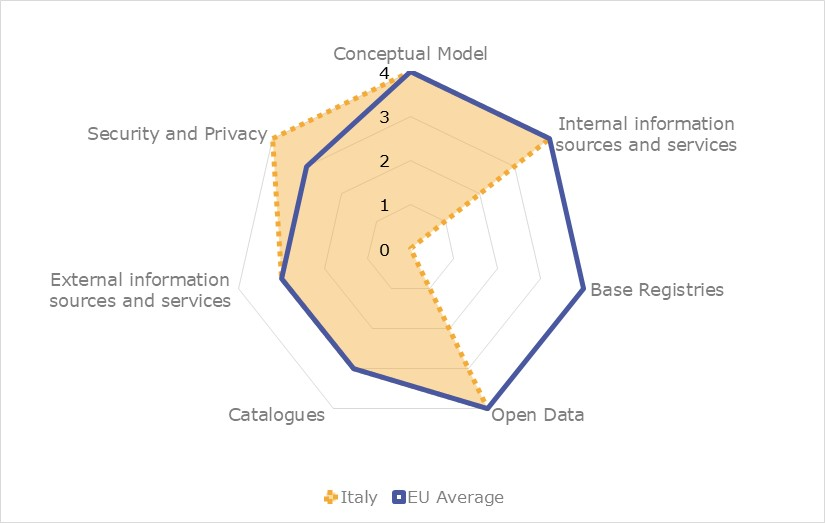 Conceptual Model
4
3
2
1
0
Internal information
sources and services
Base Registries
Open Data
Catalogues
External information
sources and services
Security and Privacy
Italy
EU Average